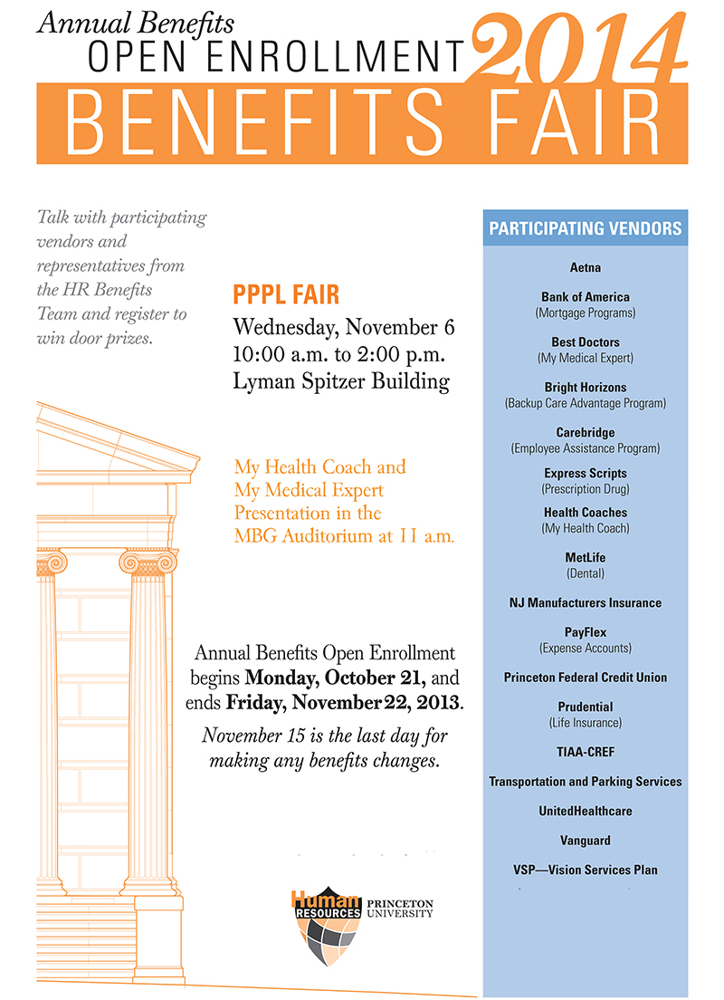 Annual Benefits
OPEN ENROLLMENT 2014
BENEFITS FAIR
Talk with participating
vendors and
representatives from
the HR Benefits
Team and register to
win door prizes.
PPPL FAIR
Wednesday, November 6
10:00 a.m. to 2:00 p.m.
Lyman Spitzer Building
My Health Coach and
My Medical Expert
Presentation in the
MBG Auditorium at 11 a.m.
Annual Benefits Open Enrollment
begins Monday, October 21, and
ends Friday, November 22, 2013.
November 15 is the last day for
making any benefits changes.
Human
RESOURCES
PRINCETON
UNIVERSITY
PARTICIPATING VENDORS
Aetna
Bank of America
(Mortgage Programs)
Best Doctors
(My Medical Expert)
Bright Horizons
(Backup Care Advantage Program)
Carebridge
(Employee Assistance Program)
Express Scripts
(Prescription Drug)
Health Coaches
(My Health Coach)
MetLife
(Dental)
NJ Manufacturers Insurance
PayFlex
(Expense Accounts)
Princeton Federal Credit Union
Prudential
(Life Insurance)
TIAA-CREF
Transportation and Parking Services
UnitedHealthcare
Vanguard
VSP—Vision Services Plan